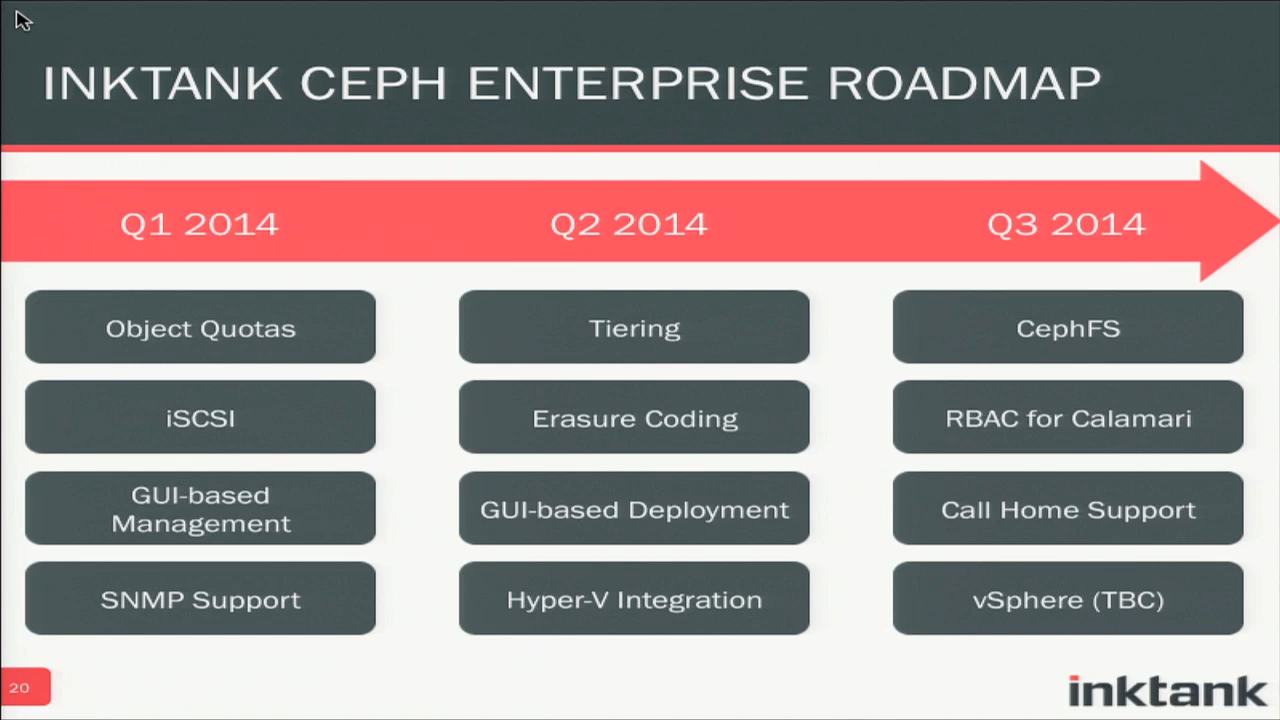 INKTANK CEPH ENTERPRISE ROADMAP
Q1 2014
Q2 2014
Q3 2014
Object Quotas
Tiering
CephFS
iSCSI
Erasure Coding
RBAC for Calamari
GUI-based
Management
GUI-based Deployment
Call Home Support
SNMP Support
Hyper-V Integration
vSphere (TBC)
20
inktank